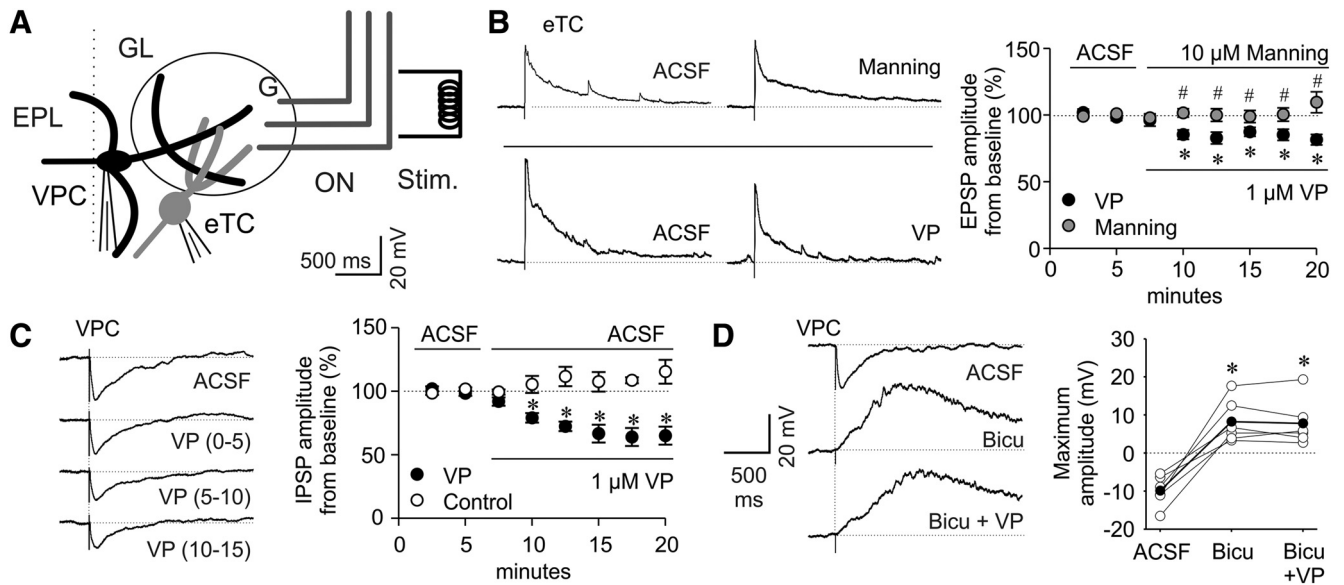 A
GL
G
EPL
VPC
eTC
ON
Stim.
500 ms
20 mV
B
eTC
ACSF
Manning
ACSF
VP
EPSP amplitude
from baseline (%)
150
100
50
0
ACSF
10 µM Manning
# # # # #
* * * * *
1 µM VP
VP
Manning
0 5 10 15 20
minutes
C
VPC
ACSF
VP (0-5)
VP (5-10)
VP (10-15)
IPSP amplitude
from baseline (%)
150
100
50
0
ACSF
ACSF
* * * * *
1 µM VP
VP
Control
0 5 10 15 20
minutes
D
VPC
ACSF
Bicu
Bicu + VP
500
ms
20 mV
Maximum
amplitude (mV)
30
20
10
0
-10
-20
* *
ACSF Bicu Bicu
+VP